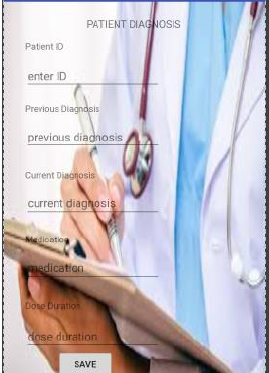 PATIENT DIAGNOSIS
Patient ID
enter ID
Previous Diagnosis
previous diagnosis
Current Diagnosis
current diagnosis
Medication
medication
Dose Duration
dose duration
SAVE